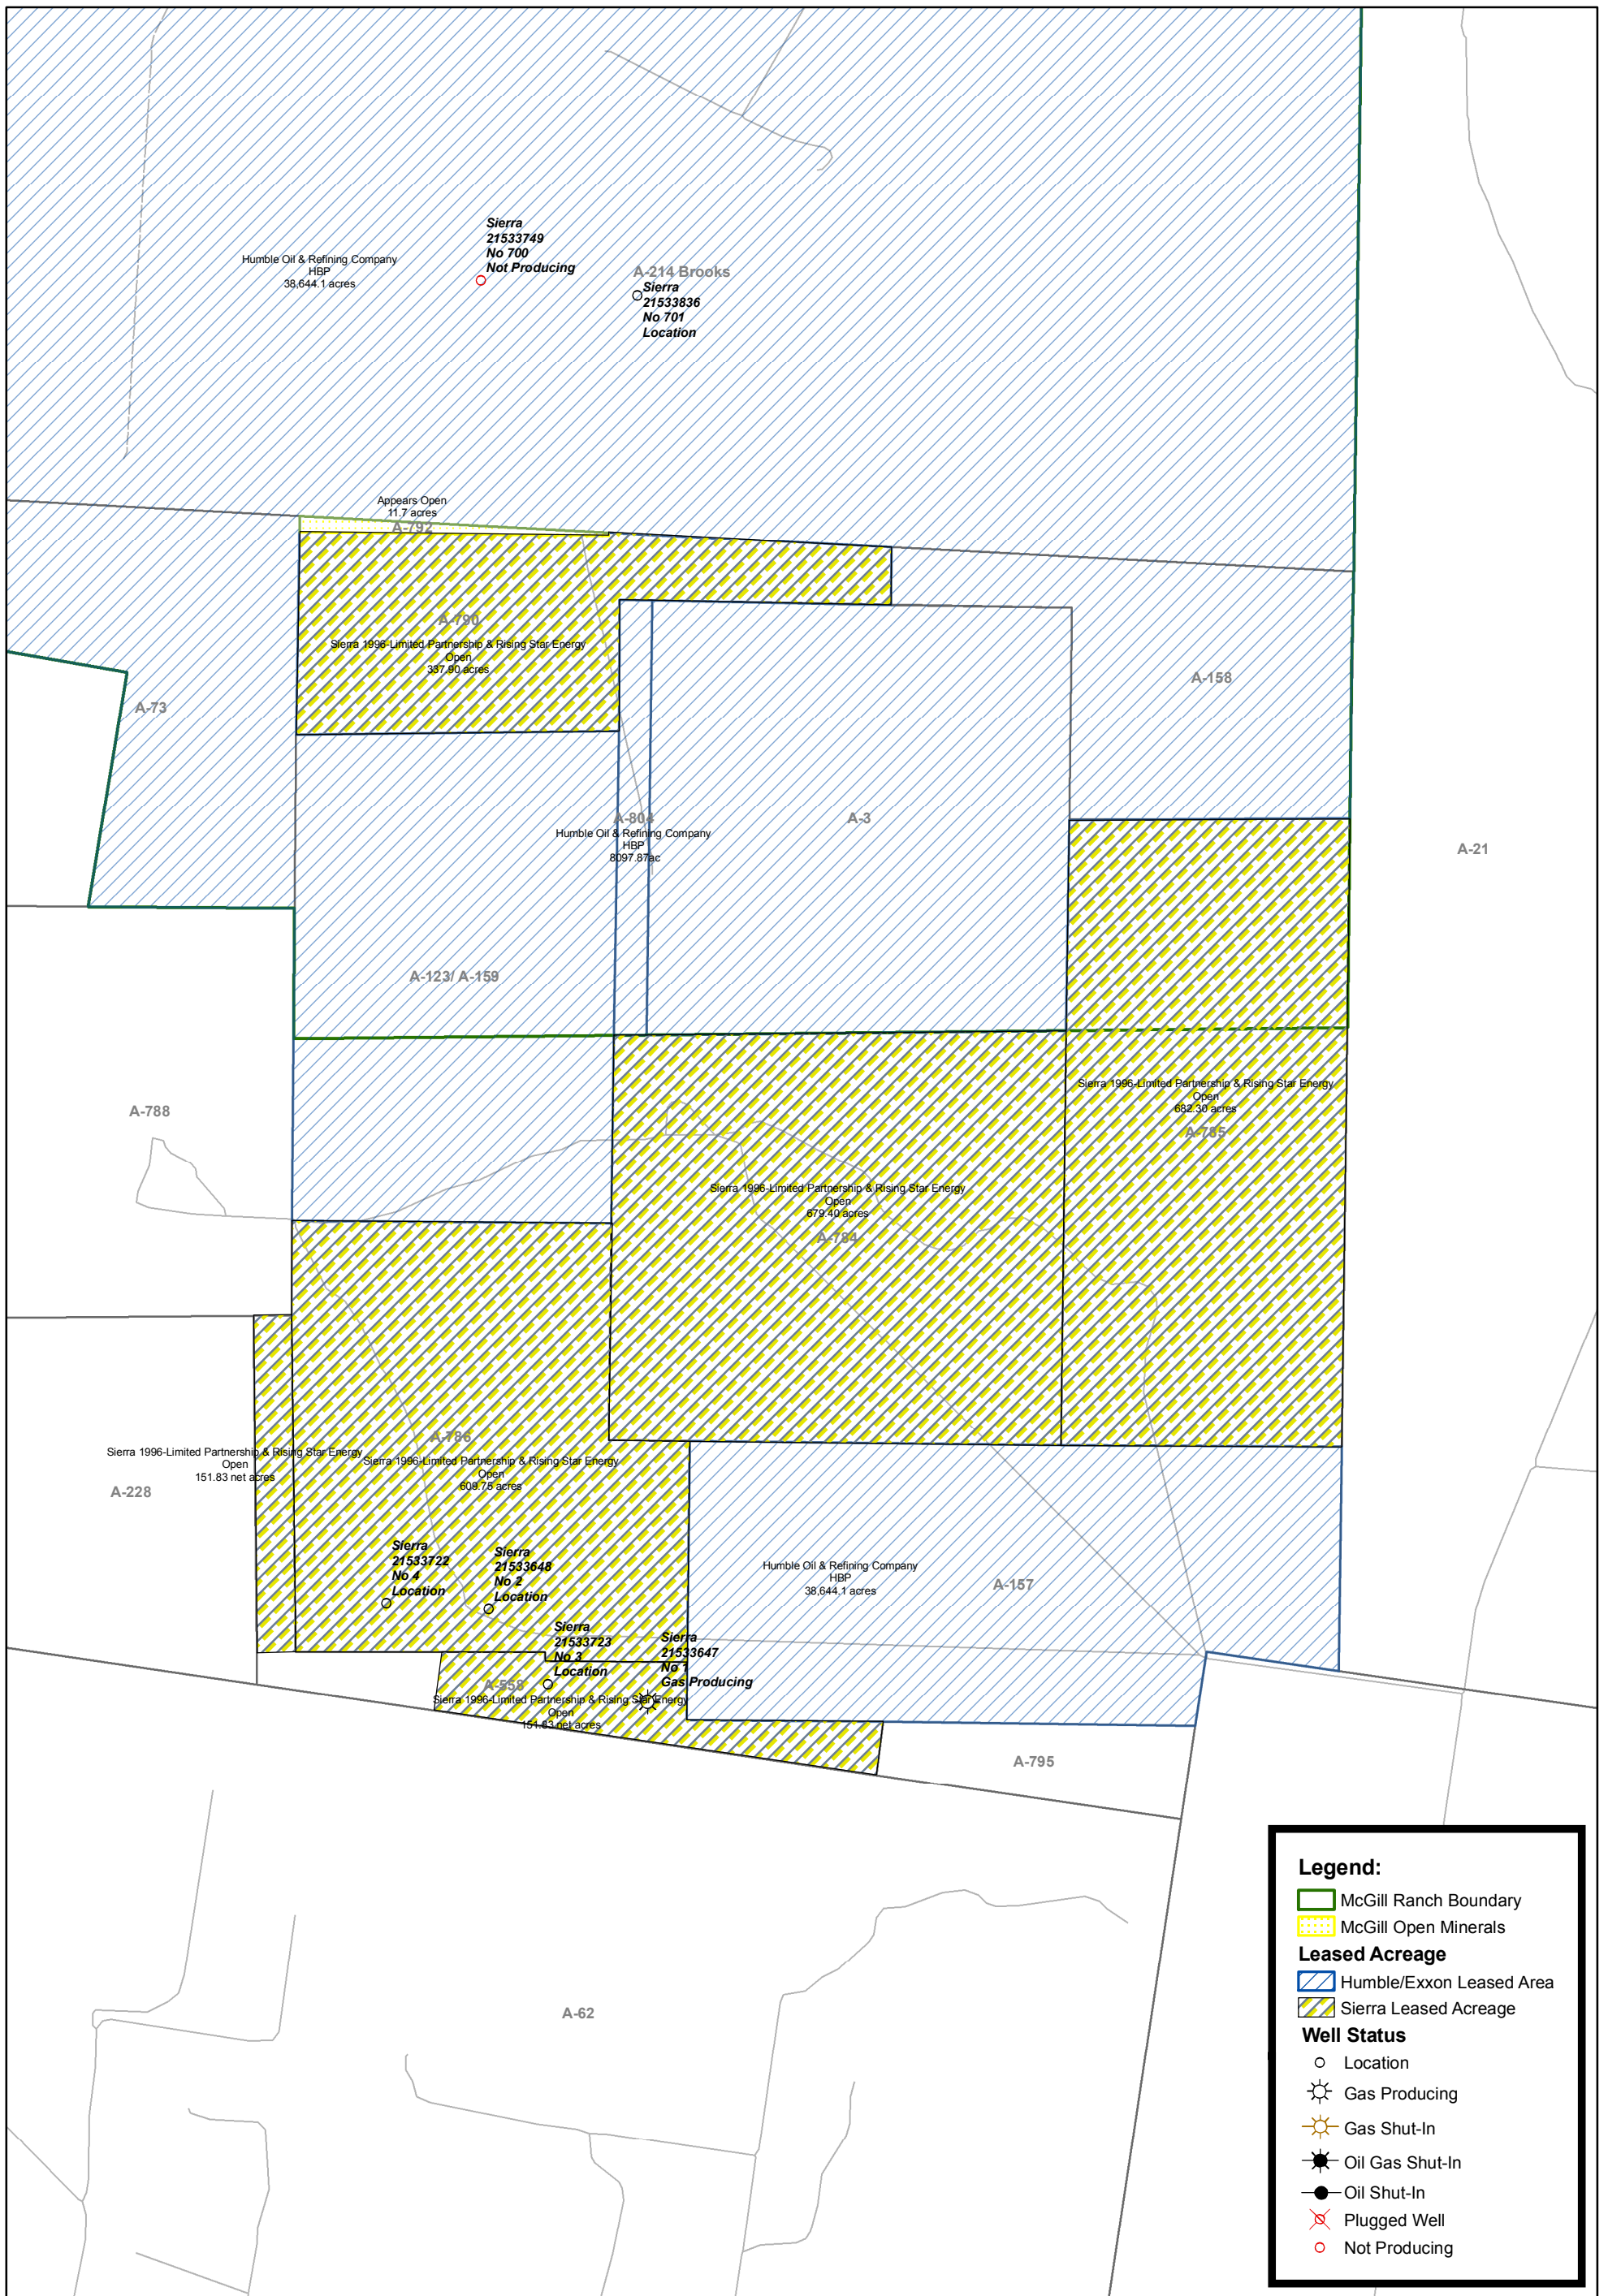 Sierra
21533749
No 700
Not Producing
Humble Oil & Refining Company
HBP
38,644.1 acres
A-214 Brooks
Sierra
21533836
No 701
Location
Appears Open
11.7 acres
A-792
A-790
Sierra 1996-Limited Partnership & Rising Star Energy
Open
337.90 acres
A-158
A-73
A-804
Humble Oil & Refining Company
HBP
8097.87ac
A-3
A-21
A-123/ A-159
A-788
Sierra 1996-Limited Partnership & Rising Star Energy
Open
682.30 acres
A-785
Sierra 1996-Limited Partnership & Rising Star Energy
Open
679.40 acres
A-784
A-786
Sierra 1996-Limited Partnership & Rising Star Energy
Open
151.83 net acres
Sierra 1996-Limited Partnership & Rising Star Energy
Open
609.75 acres
A-228
Sierra
21533722
No 4
Location
Sierra
21533648
No 2
Location
Humble Oil & Refining Company
HBP
38,644.1 acres
A-157
Sierra
21533723
No 3
Location
Sierra
21533647
No 1
Gas Producing
A-558
Sierra 1996-Limited Partnership & Rising Star Energy
Open
151.83 net acres
A-795
A-62
Legend:
McGill Ranch Boundary
McGill Open Minerals
Leased Acreage
Humble/Exxon Leased Area
Sierra Leased Acreage
Well Status
Location
Gas Producing
Gas Shut-In
Oil Gas Shut-In
Oil Shut-In
Plugged Well
Not Producing